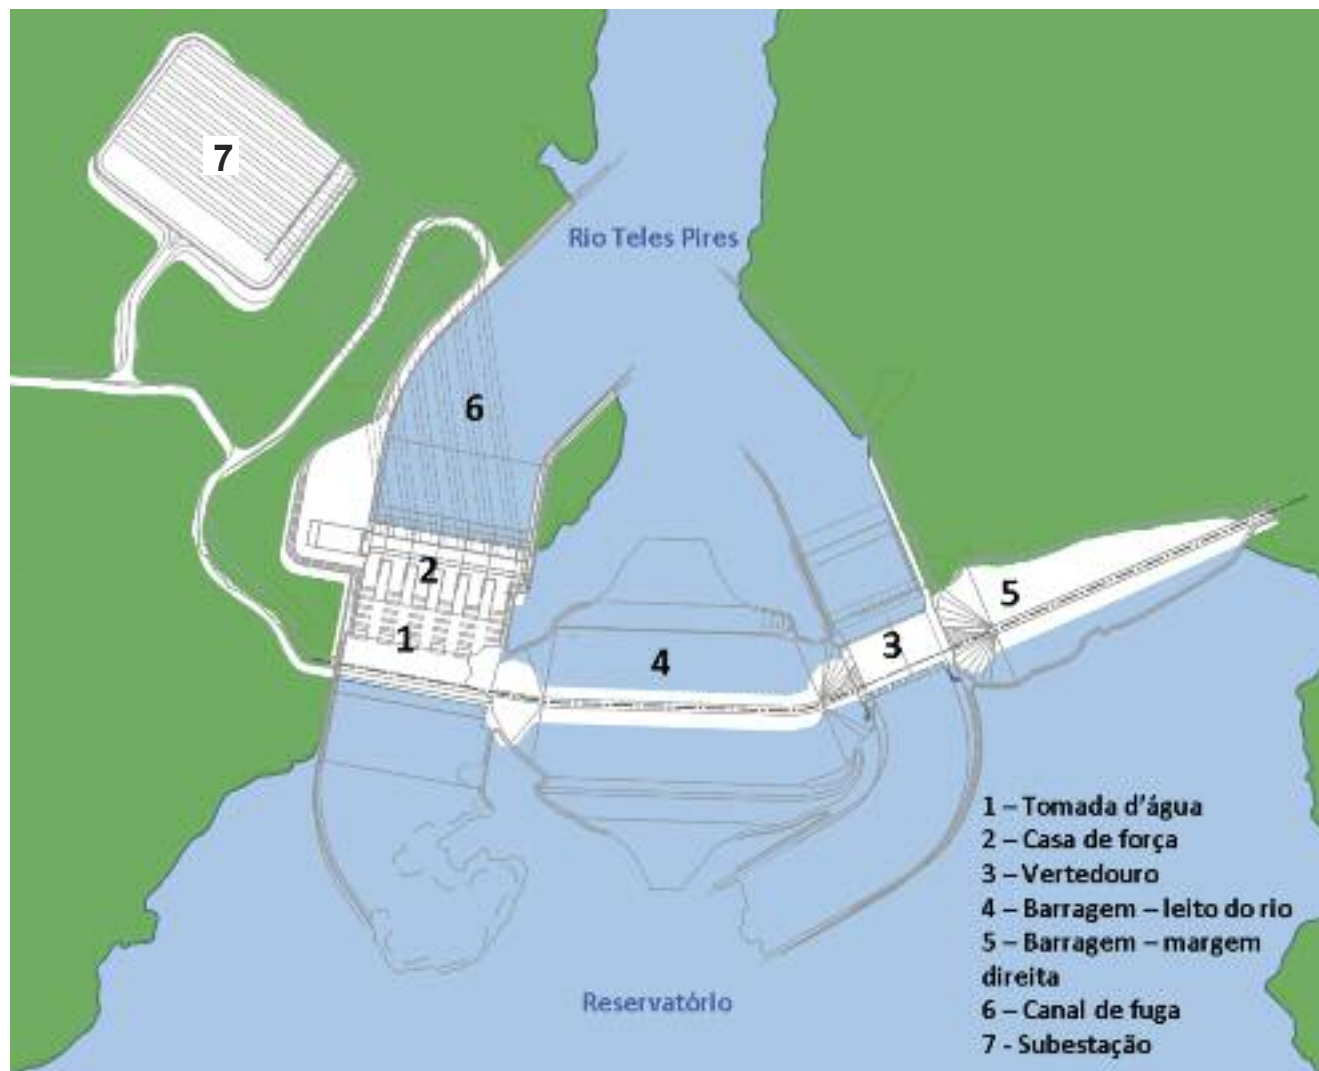 7
Rio Teles Pires
6
2
5
1
3
4
1 – Tomada d'água
2 – Casa de força
3 – Vertedouro
4 – Barragem – leito do rio
5 – Barragem – margem
direita
Reservatório
6 – Canal de fuga
7 - Subestação